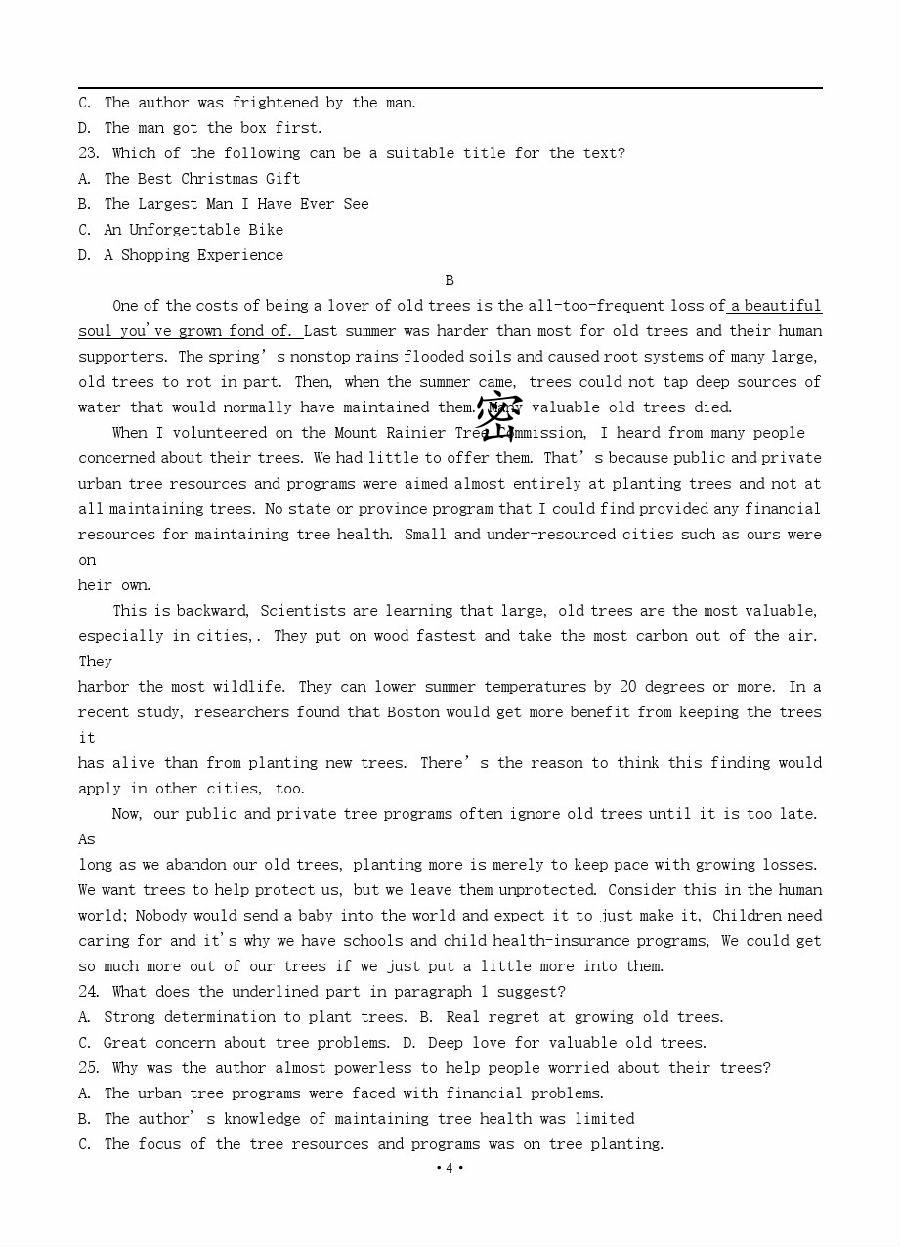 C. The author was frightened by the man.
D. The man got the box first.
23. Which of the following can be a suitable title for the text?
A. The Best Christmas Gift
B. The Largest Man I Have Ever See
C. An Unforgettable Bike
D. A Shopping Experience
B
One of the costs of being a lover of old trees is the all-too-frequent loss of a beautiful
soul you've grown fond of. Last summer was harder than most for old trees and their human
supporters. The spring's nonstop rains flooded soils and caused root systems of many large,
old trees to rot in part. Then, when the summer came, trees could not tap deep sources of
water that would normally have maintained them. Many valuable old trees died.
密
When I volunteered on the Mount Rainier Tree Commission, I heard from many people
concerned about their trees. We had little to offer them. That's because public and private
urban tree resources and programs were aimed almost entirely at planting trees and not at
all maintaining trees. No state or province program that I could find provided any financial
resources for maintaining tree health. Small and under-resourced cities such as ours were
on
heir own.
This is backward, Scientists are learning that large, old trees are the most valuable,
especially in cities,. They put on wood fastest and take the most carbon out of the air.
They
harbor the most wildlife. They can lower summer temperatures by 20 degrees or more. In a
recent study, researchers found that Boston would get more benefit from keeping the trees
it
has alive than from planting new trees. There's the reason to think this finding would
apply in other cities, too.
Now, our public and private tree programs often ignore old trees until it is too late.
As
long as we abandon our old trees, planting more is merely to keep pace with growing losses.
We want trees to help protect us, but we leave them unprotected. Consider this in the human
world; Nobody would send a baby into the world and expect it to just make it, Children need
caring for and it's why we have schools and child health-insurance programs, We could get
so much more out of our trees if we just put a little more into them.
24. What does the underlined part in paragraph 1 suggest?
A. Strong determination to plant trees. B. Real regret at growing old trees.
C. Great concern about tree problems. D. Deep love for valuable old trees.
25. Why was the author almost powerless to help people worried about their trees?
A. The urban tree programs were faced with financial problems.
B. The author's knowledge of maintaining tree health was limited
C. The focus of the tree resources and programs was on tree planting.
·4·